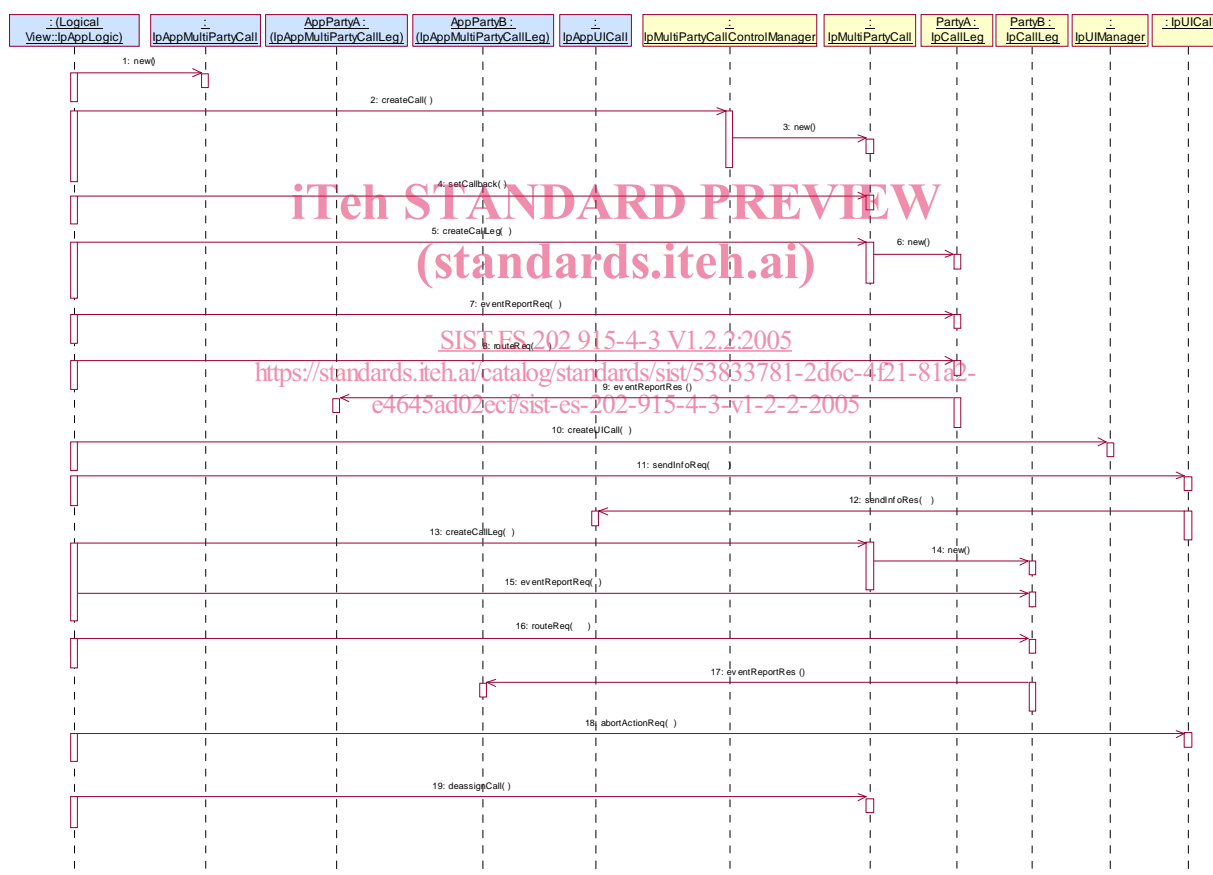 : (Logical View::IpAppLogic)
: IpAppMultiPartyCall
AppPartyA : (IpAppMultiPartyCallLeg)
AppPartyB : (IpAppMultiPartyCallLeg)
: IpAppUICall
: IpMultiPartyCallControlManager
: IpMultiPartyCall
PartyA : IpCallLeg
PartyB : IpCallLeg
: IpUIManager
: IpUICall
1: new()
2: createCall( )
3: new()
4: setCallback( )
iTeh STANDARD PREVIEW
5: createCallLeg( )
6: new()
(standards.iteh.ai)
7: eventReportReq( )
SIST ES 202 915-4-3 V1.2.2:2005
8: routeReq( )
https://standards.iteh.ai/catalog/standards/sist/53833781-2d6c-4f21-81a2-
9: eventReportRes ()
e4645ad02ecf/sist-es-202-915-4-3-v1-2-2-2005
10: createUICall( )
11: sendInfoReq( )
12: sendInfoRes( )
13: createCallLeg( )
14: new()
15: eventReportReq( )
16: routeReq( )
17: eventReportRes ()
18: abortActionReq( )
19: deassignCall( )